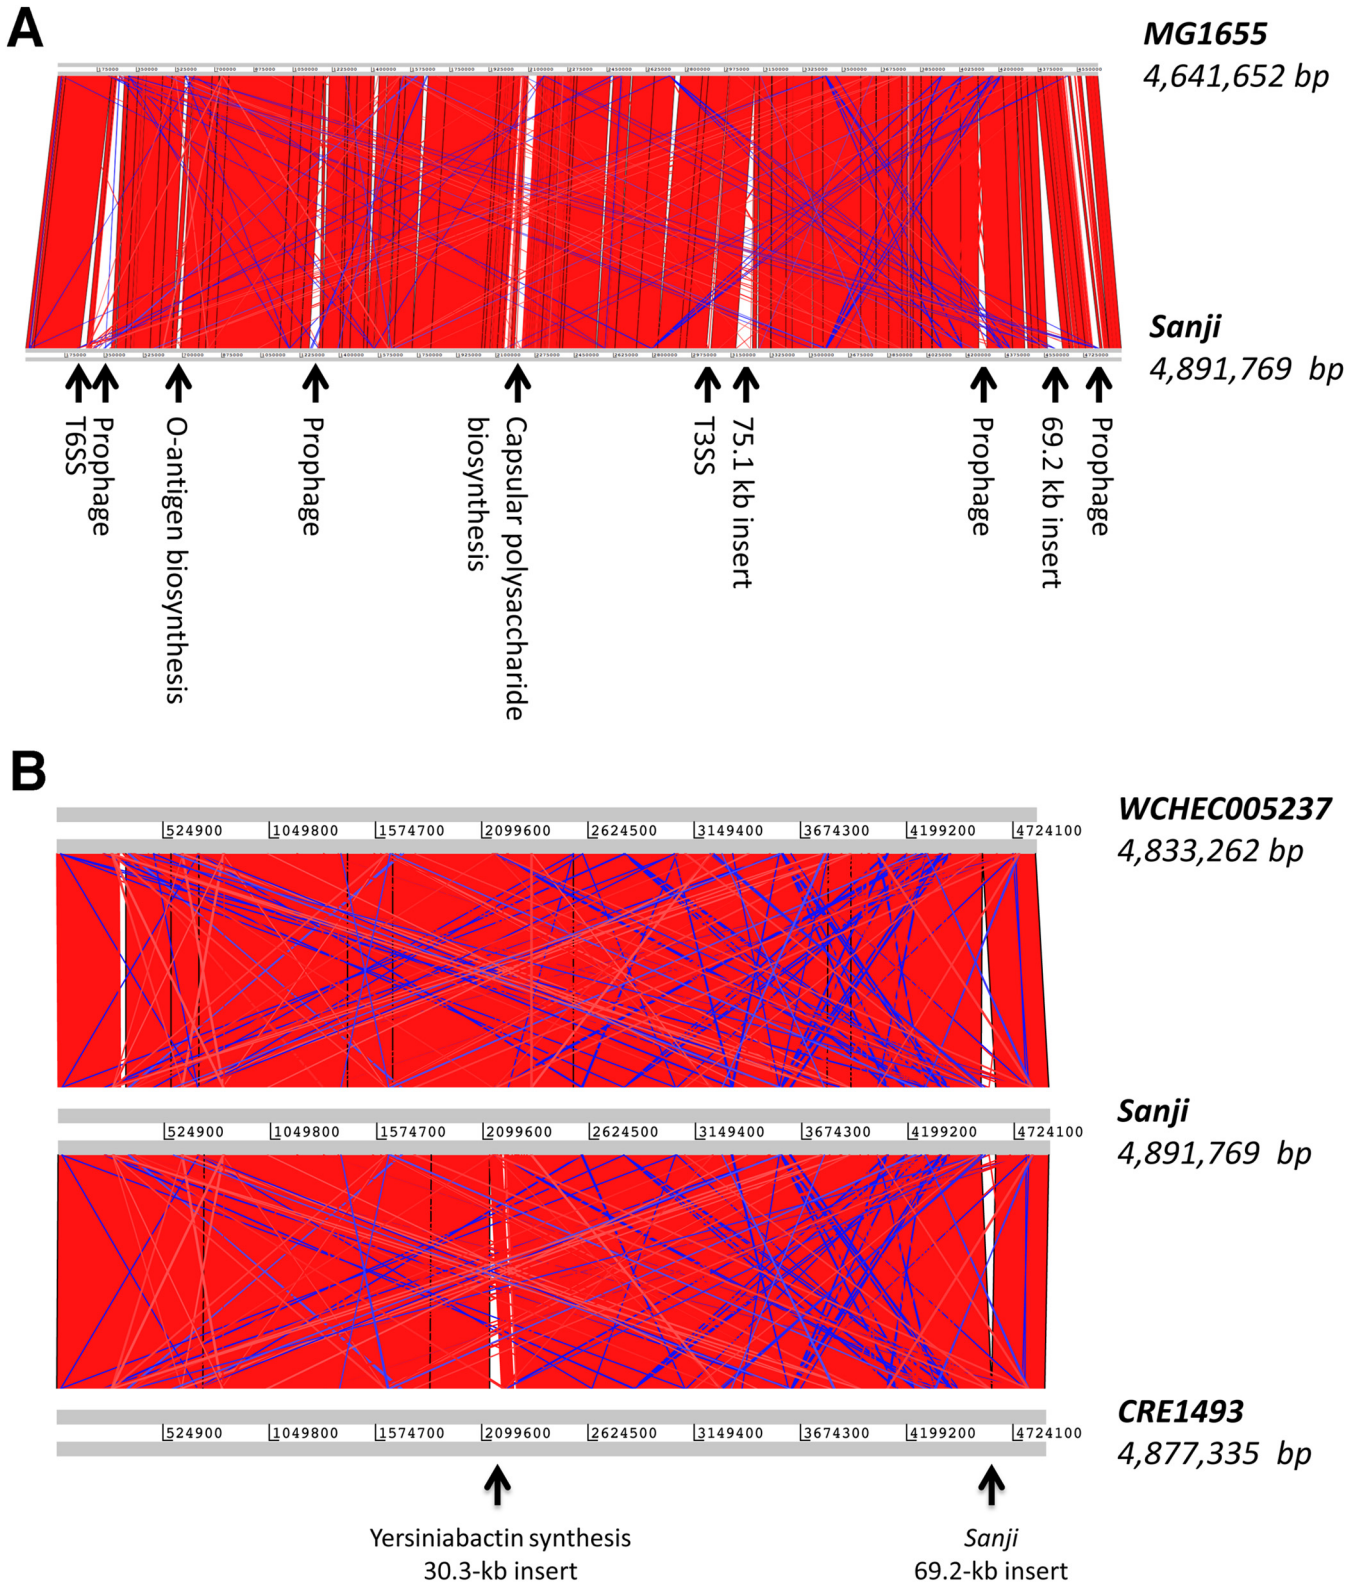 A
MG1655
4,641,652 bp
Sanji
4,891,769 bp
T6SS
Prophage
O-antigen biosynthesis
Prophage
Capsular polysaccharide
biosynthesis
T3SS
75.1 kb insert
Prophage
69.2 kb insert
Prophage
B
524900 1049800 1574700 2099600 2624500 3149400 3674300 4199200 4724100
WCHEC005237
4,833,262 bp
524900 1049800 1574700 2099600 2624500 3149400 3674300 4199200 4724100
Sanji
4,891,769 bp
524900 1049800 1574700 2099600 2624500 3149400 3674300 4199200 4724100
CRE1493
4,877,335 bp
Yersiniabactin synthesis
30.3-kb insert
Sanji
69.2-kb insert